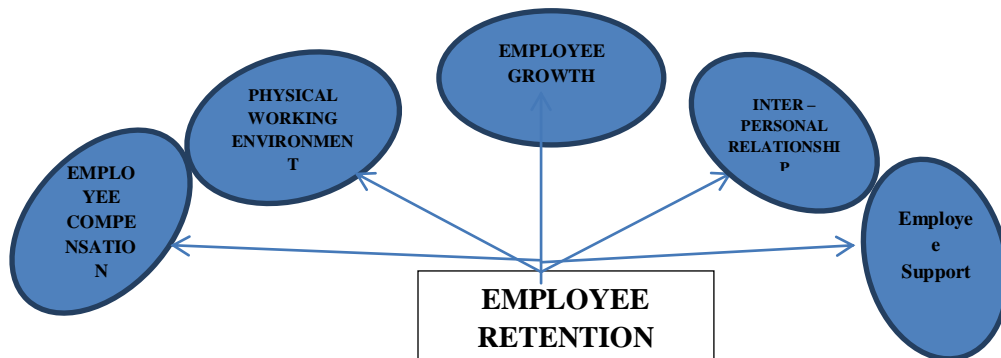 EMPLOYEE
GROWTH
PHYSICAL
WORKING
ENVIRONMEN
T
INTER –
PERSONAL
RELATIONSHI
P
EMPLO
YEE
COMPE
NSATIO
N
Employe
e
Support
EMPLOYEE
RETENTION